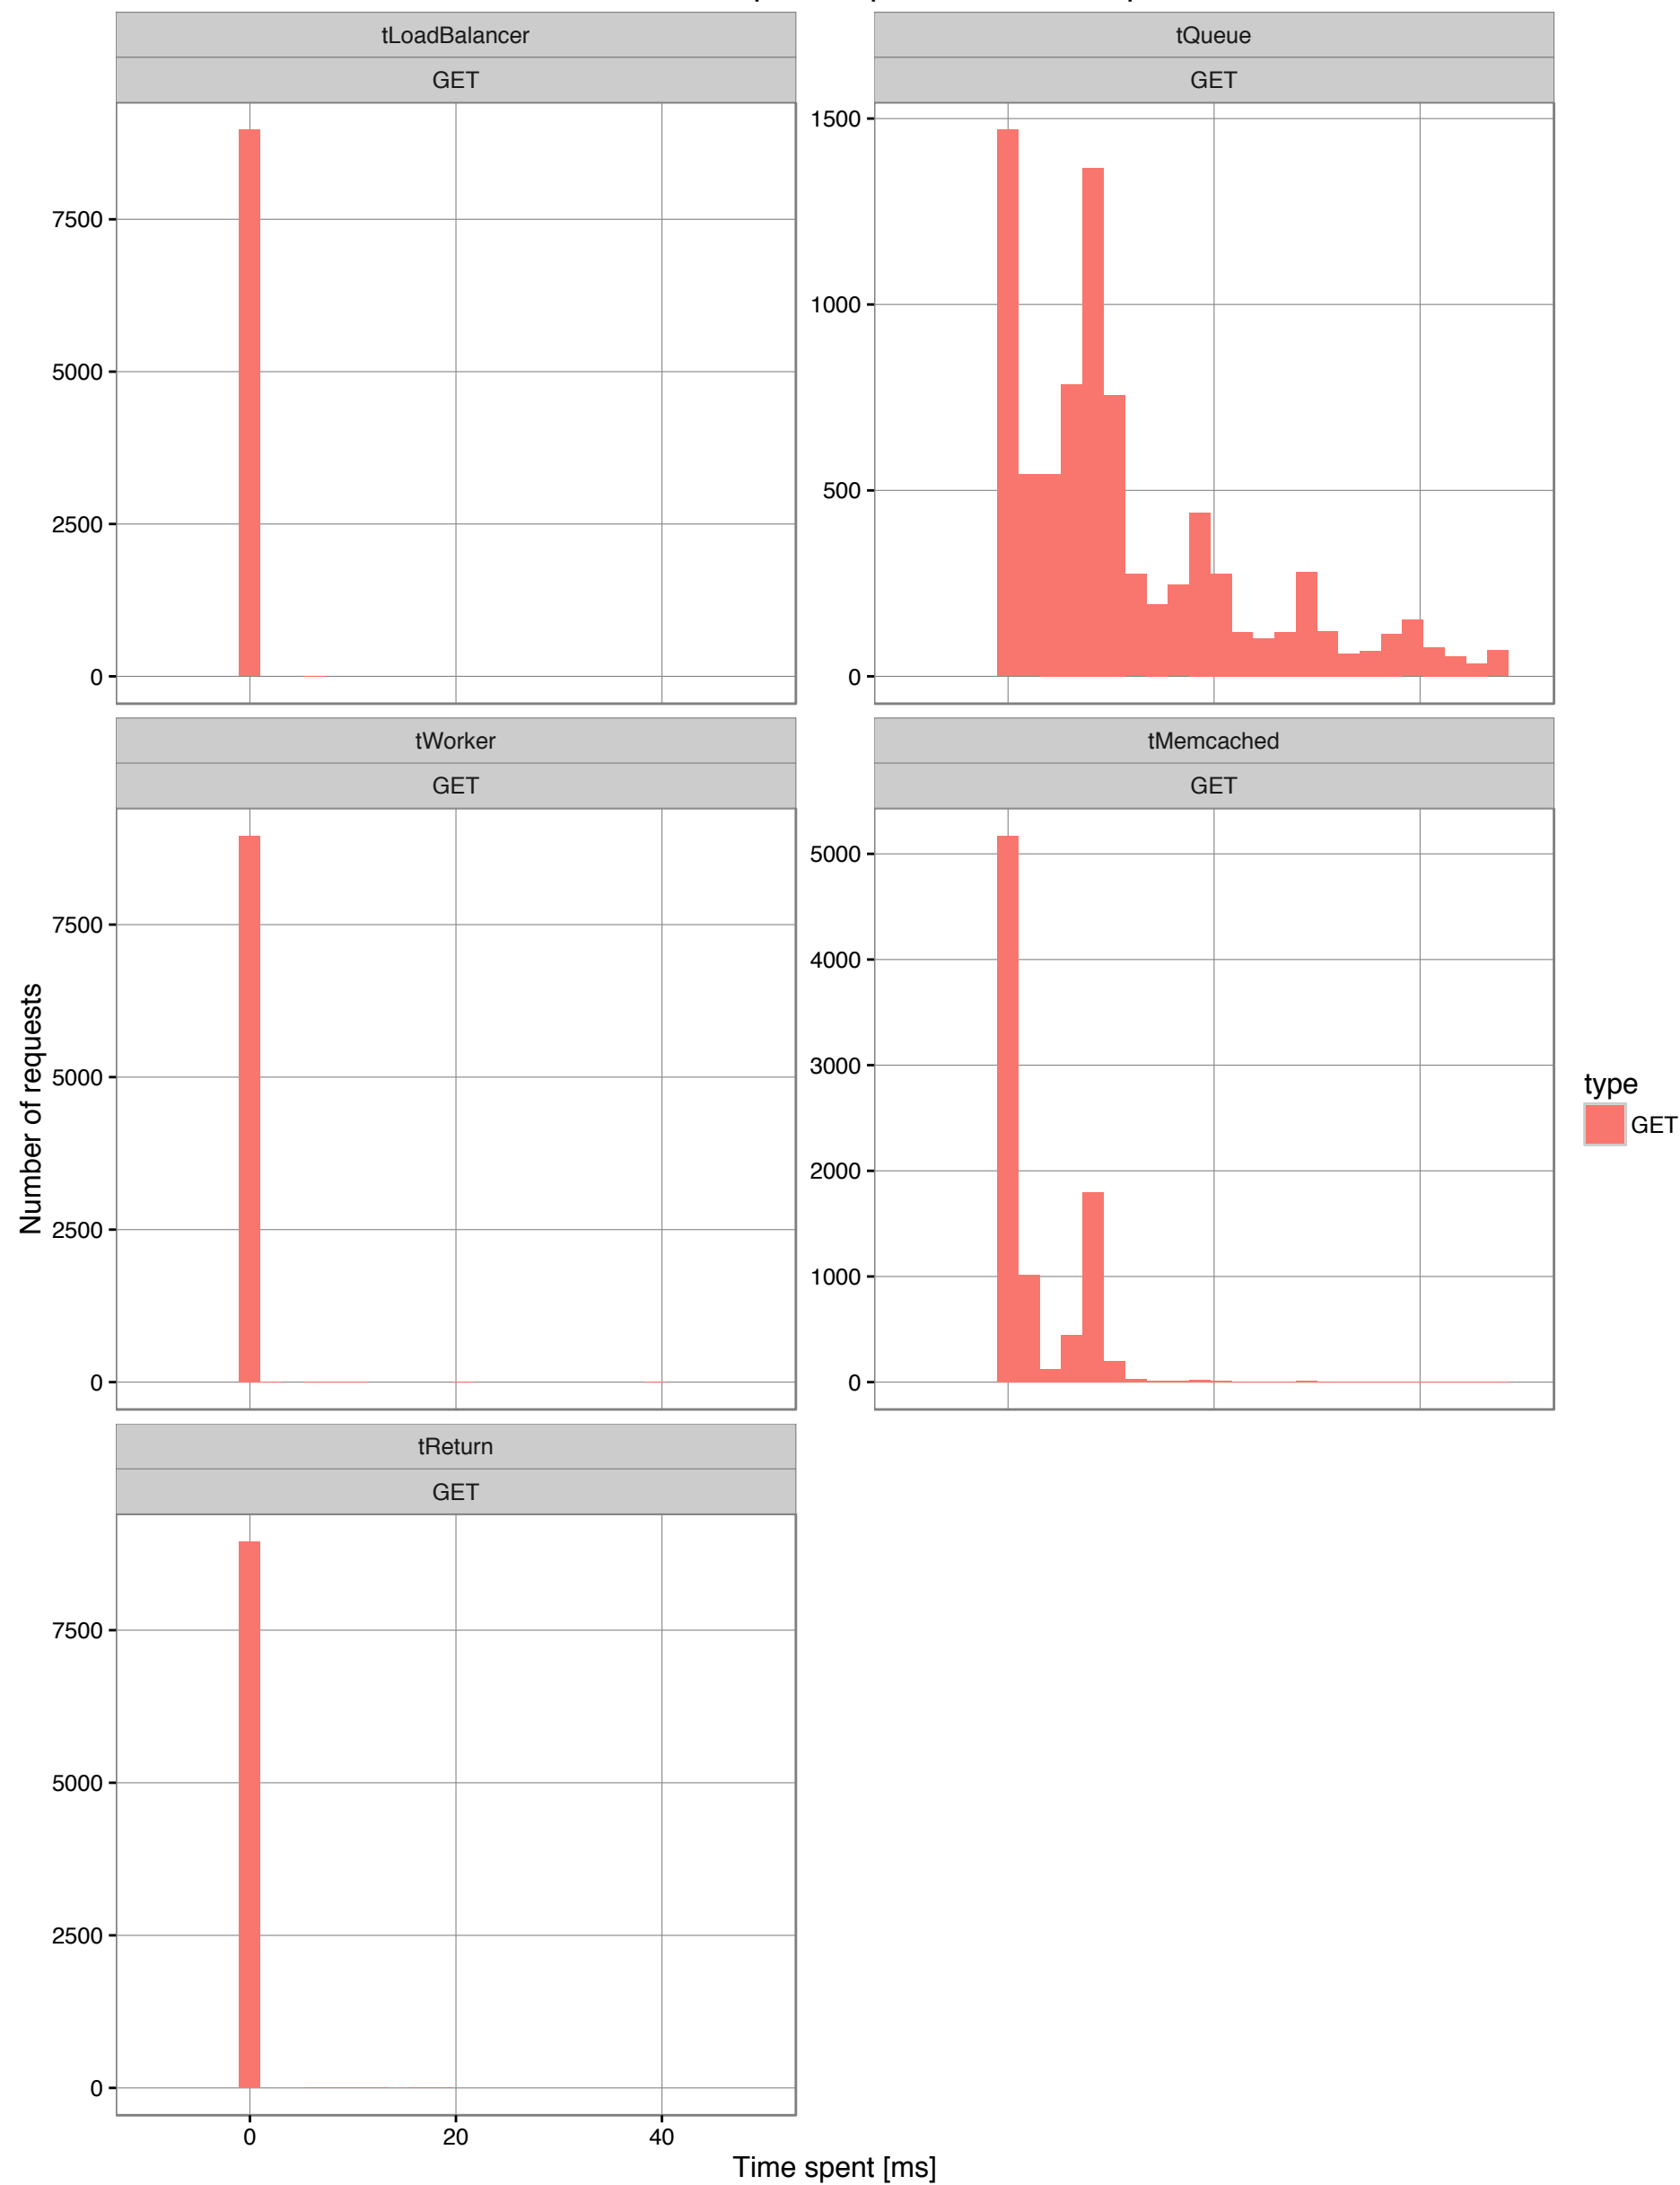 tLoadBalancer
GET
7500
5000
2500
0
tQueue
GET
1500
1000
500
0
tWorker
GET
7500
5000
2500
0
tMemcached
GET
5000
4000
3000
2000
1000
0
tReturn
GET
7500
5000
2500
0
0 20 40
Time spent [ms]
Number of requests
type
GET